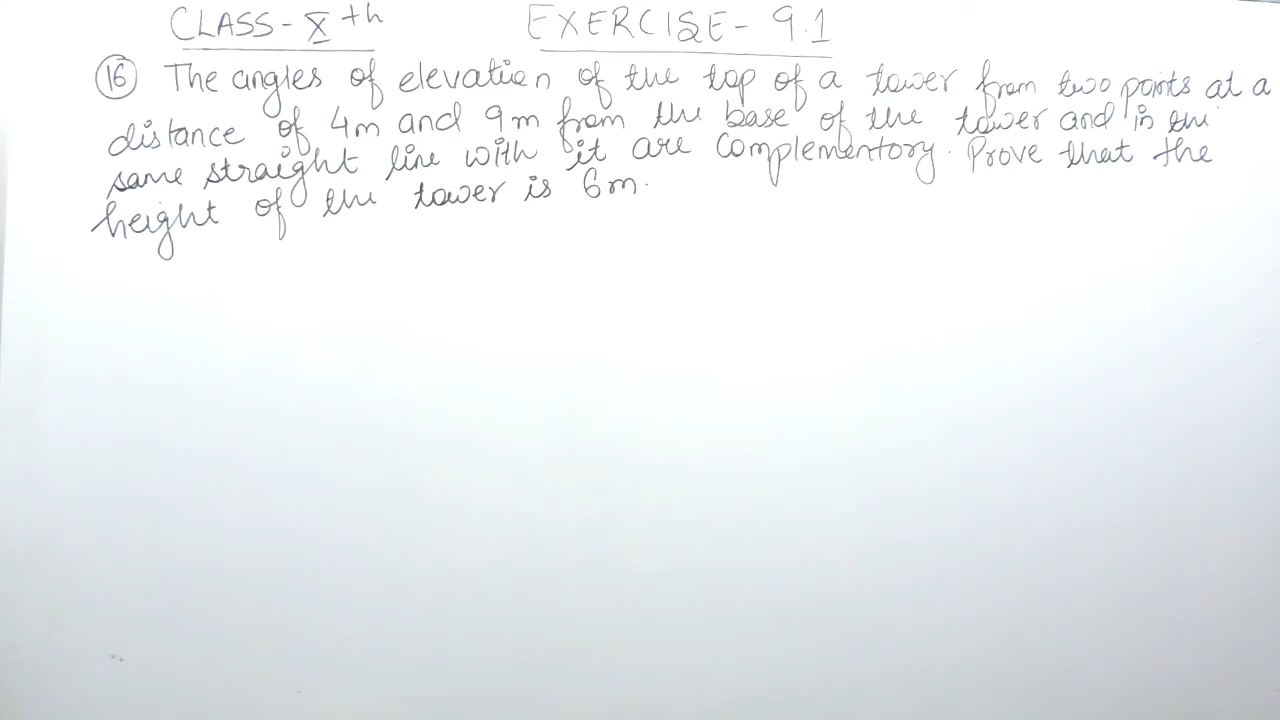 CLASS - Xth EXERCISE - 9.1
16 The angles of elevation of the top of a tower from two points at a
distance of 4m and 9m from the base of the tower and in the
same straight line with it are complementory. Prove that the
height of the tower is 6m.